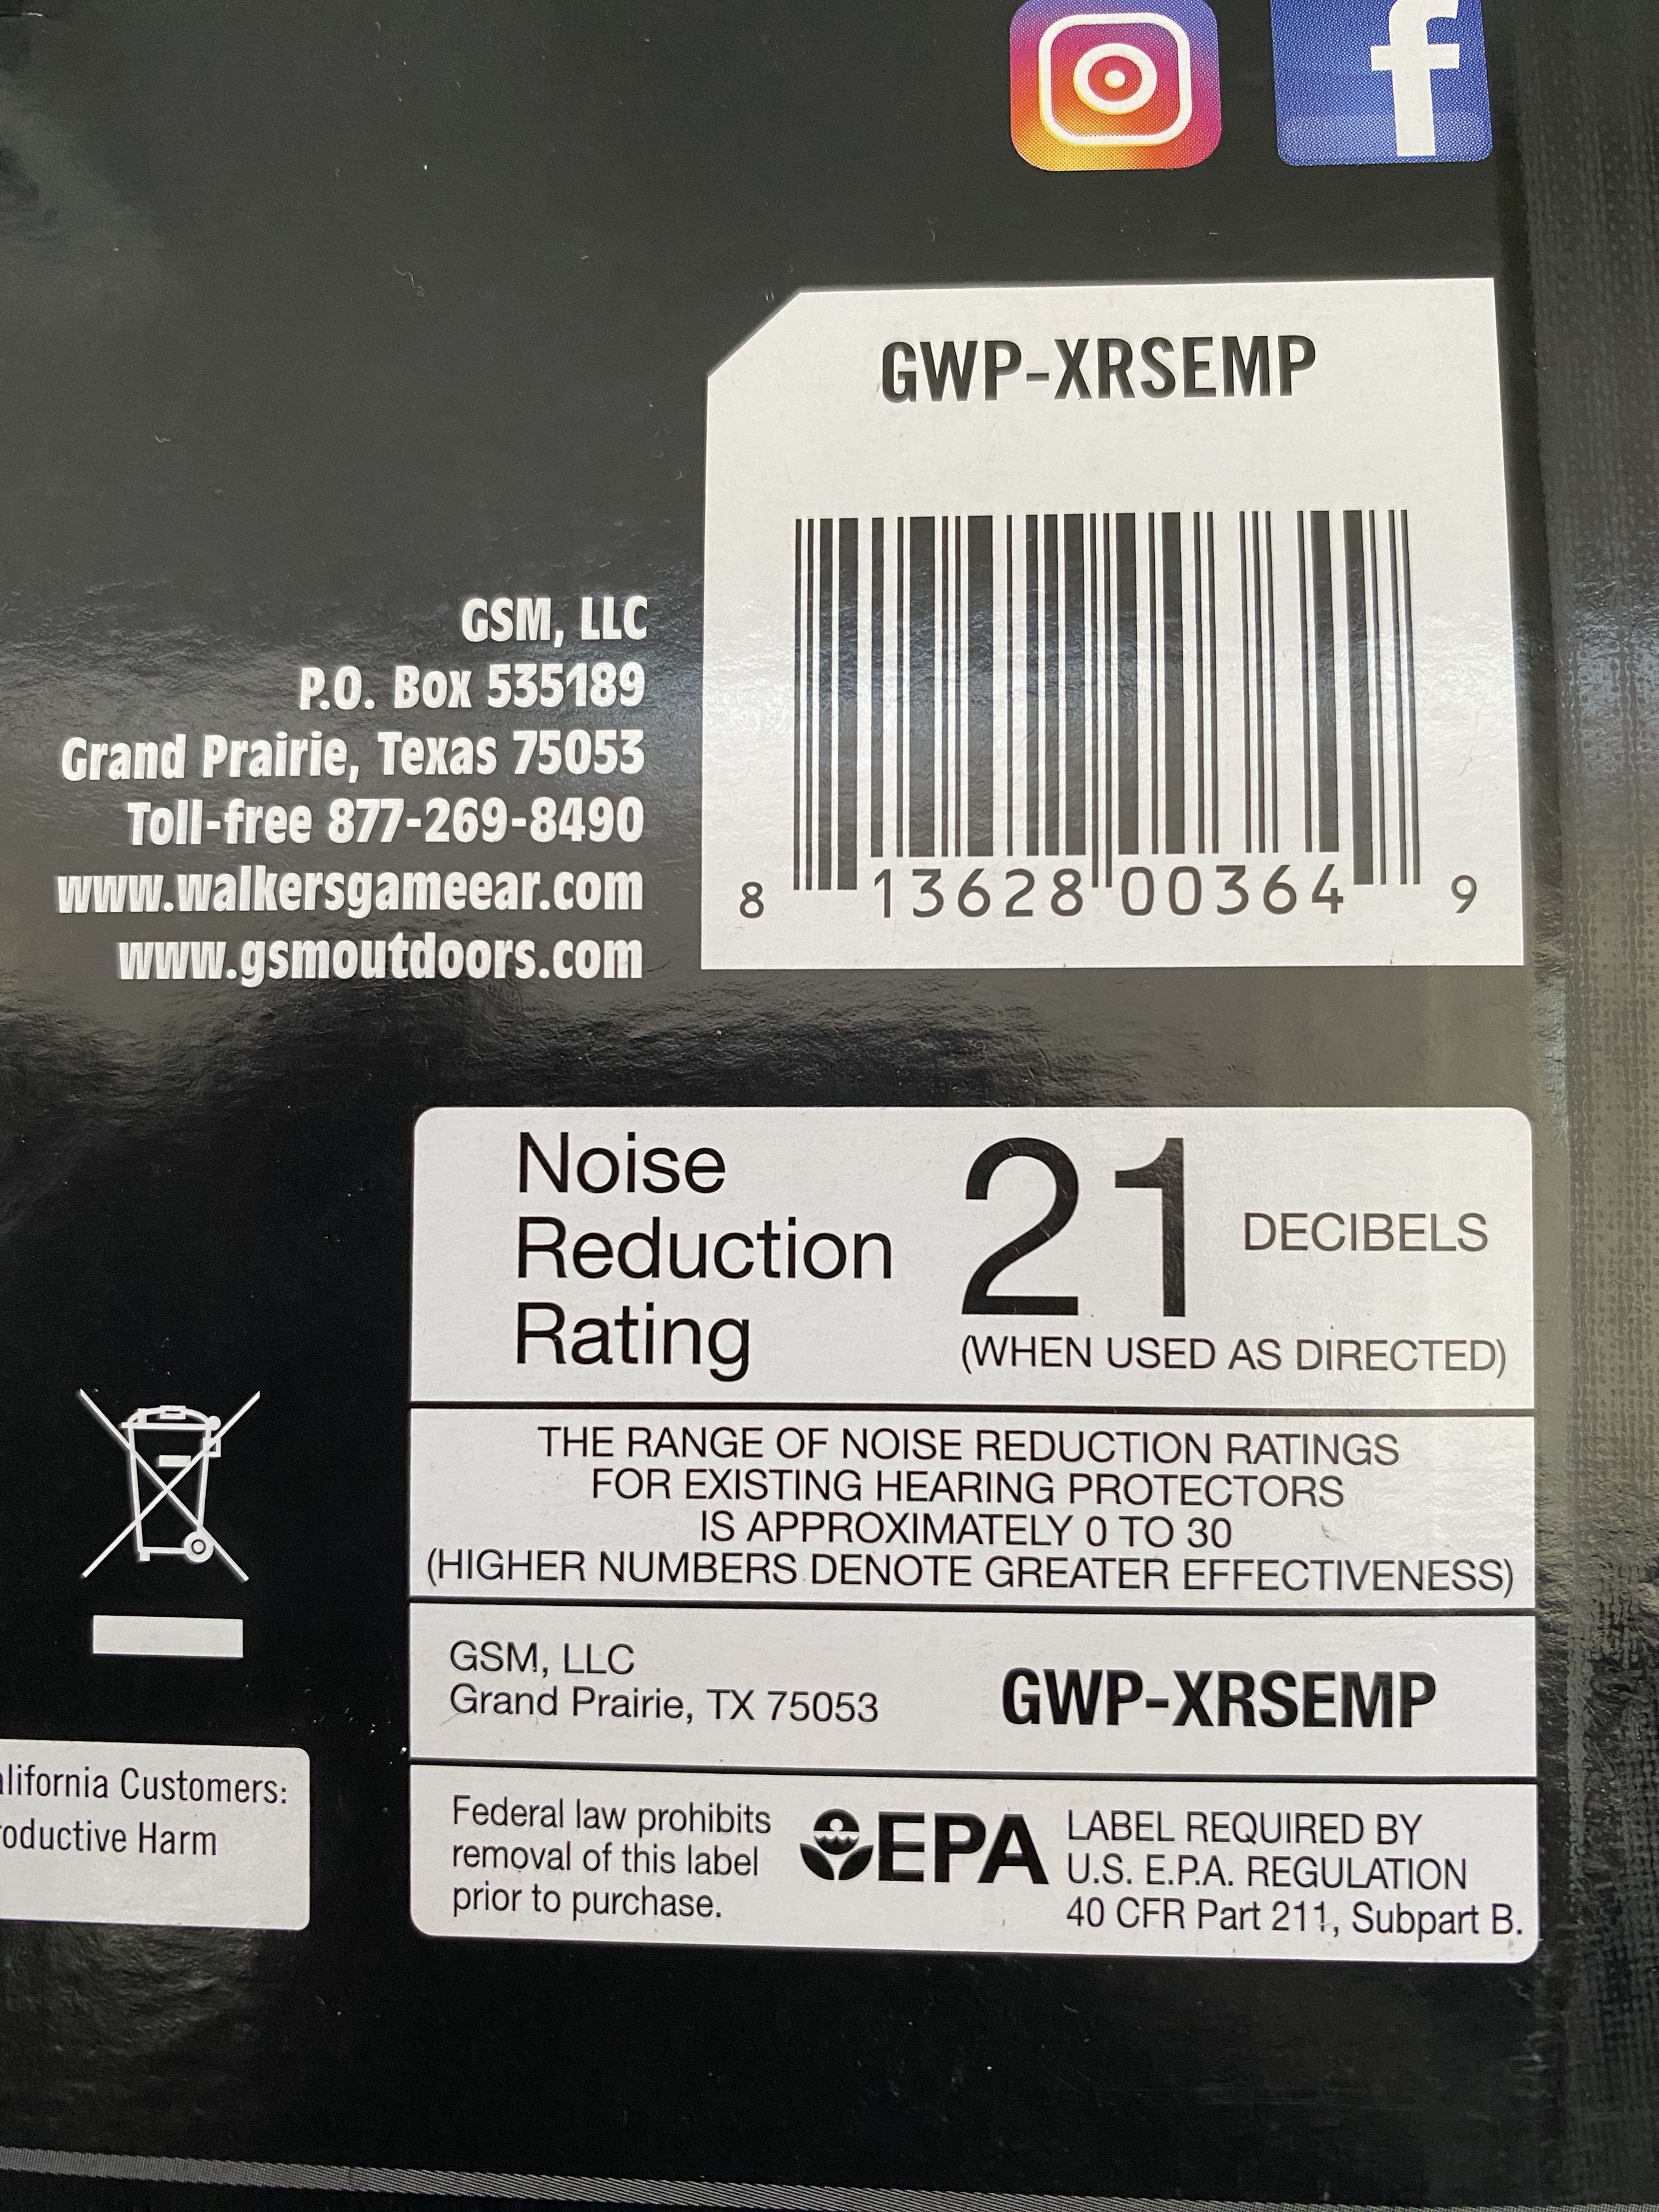 f
GWP-XRSEMP
8 13628 00364 9
GSM, LLC
P.O. Box 535189
Grand Prairie, Texas 75053
Toll-free 877-269-8490
www.walkersgameear.com
www.gsmoutdoors.com
Noise
Reduction
Rating
21 DECIBELS
(WHEN USED AS DIRECTED)
THE RANGE OF NOISE REDUCTION RATINGS
FOR EXISTING HEARING PROTECTORS
IS APPROXIMATELY 0 TO 30
(HIGHER NUMBERS DENOTE GREATER EFFECTIVENESS)
GSM, LLC
Grand Prairie, TX 75053
GWP-XRSEMP
Customers:
Harm
Federal law prohibits
removal of this label
prior to purchase.
EPA
LABEL REQUIRED BY
U.S. E.P.A. REGULATION
40 CFR Part 211, Subpart B.